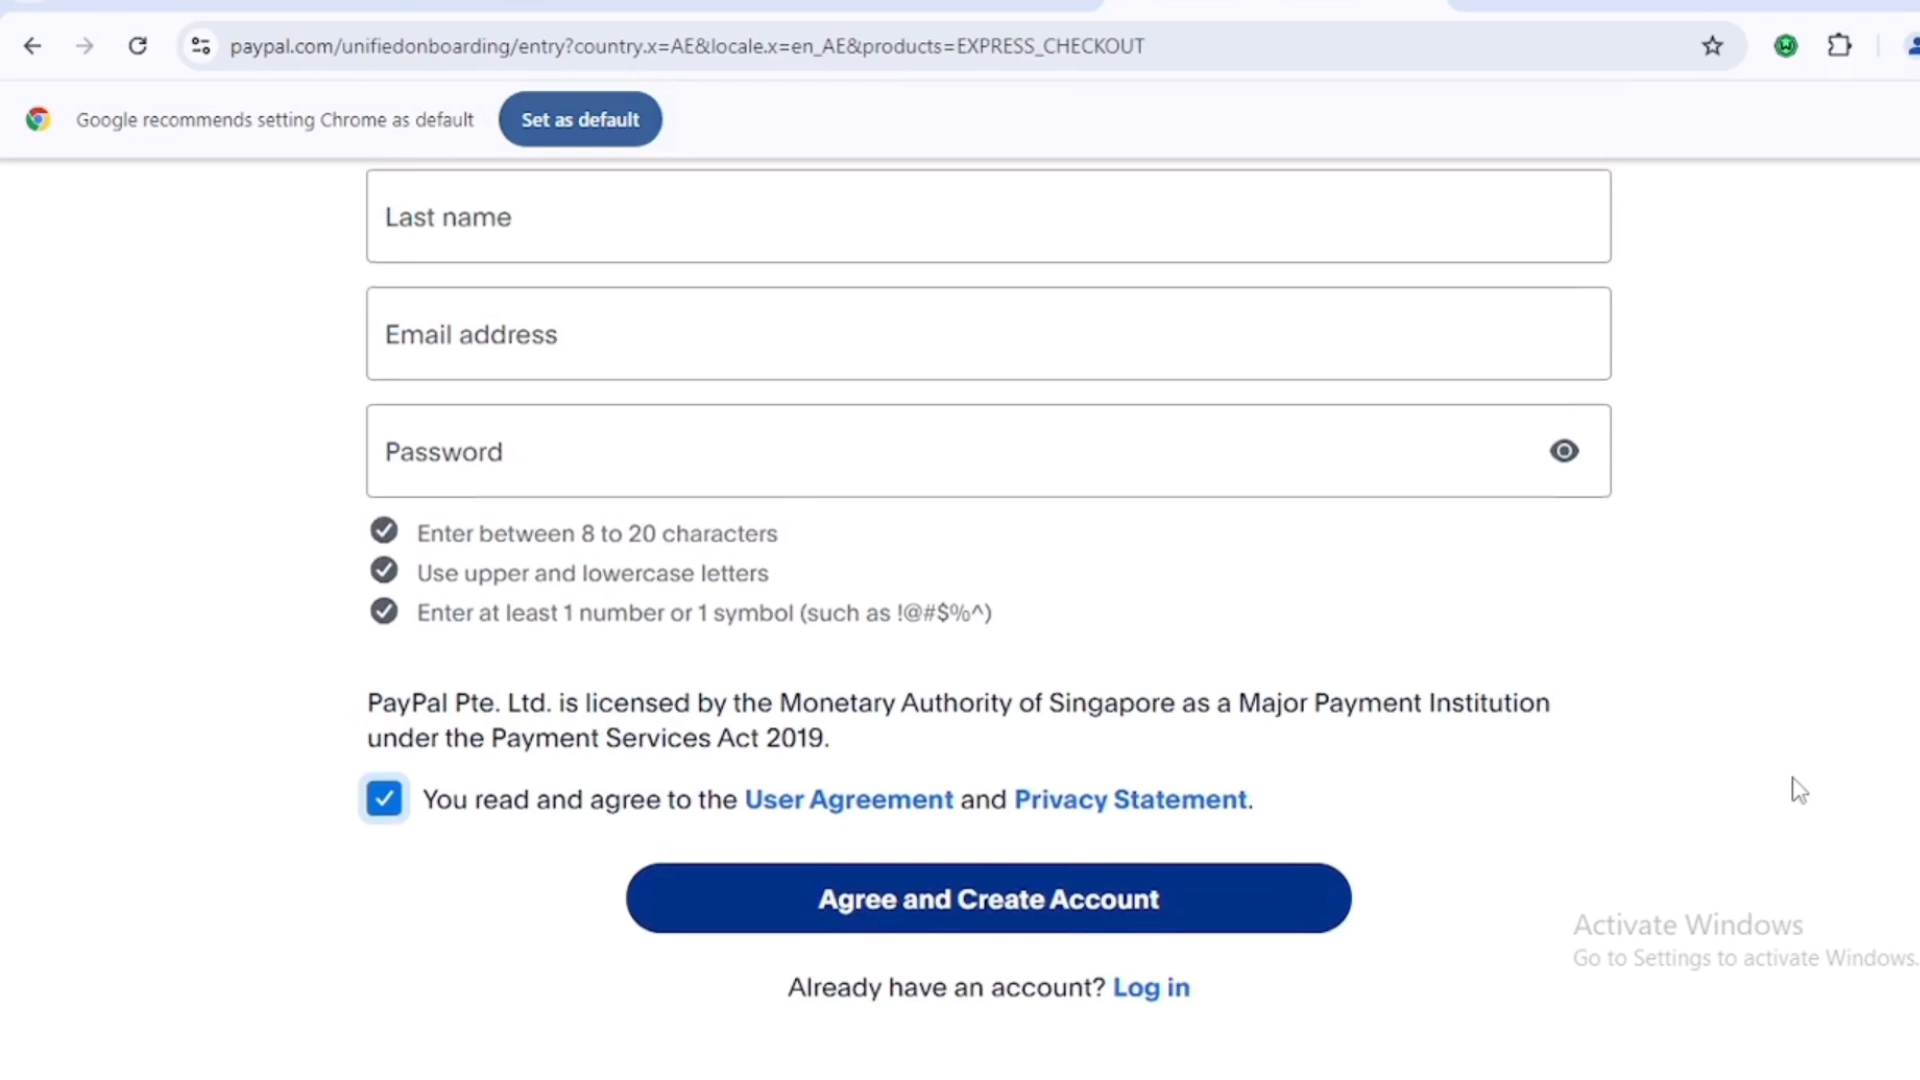 paypal.com/unifiedonboarding/entry?country.x=AE&locale.x=en_AE&products=EXPRESS_CHECKOUT
Google recommends setting Chrome as default
Set as default
Last name
Email address
Password
Enter between 8 to 20 characters
Use upper and lowercase letters
Enter at least 1 number or 1 symbol (such as !@#$%^)
PayPal Pte. Ltd. is licensed by the Monetary Authority of Singapore as a Major Payment Institution
under the Payment Services Act 2019.
You read and agree to the User Agreement and Privacy Statement.
Agree and Create Account
Activate Windows
Go to Settings to activate Windows.
Already have an account? Log in